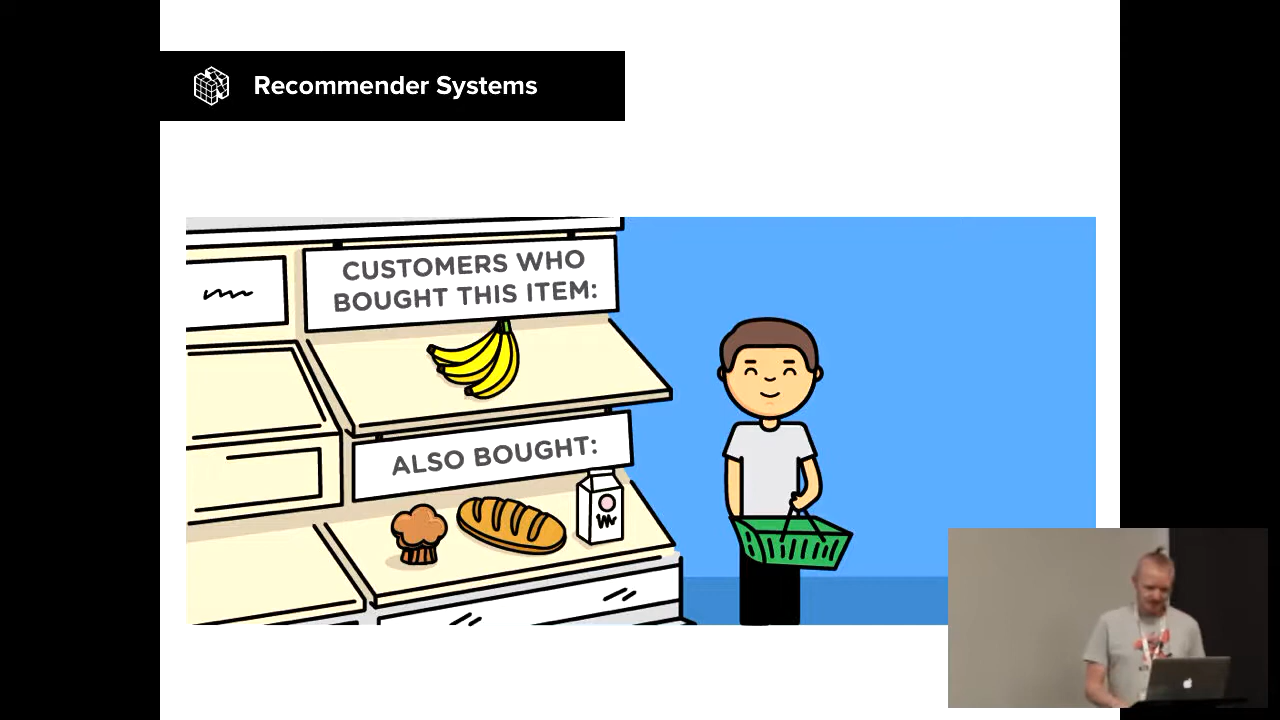 Recommender Systems
CUSTOMERS WHO
BOUGHT THIS ITEM:
ALSO BOUGHT: